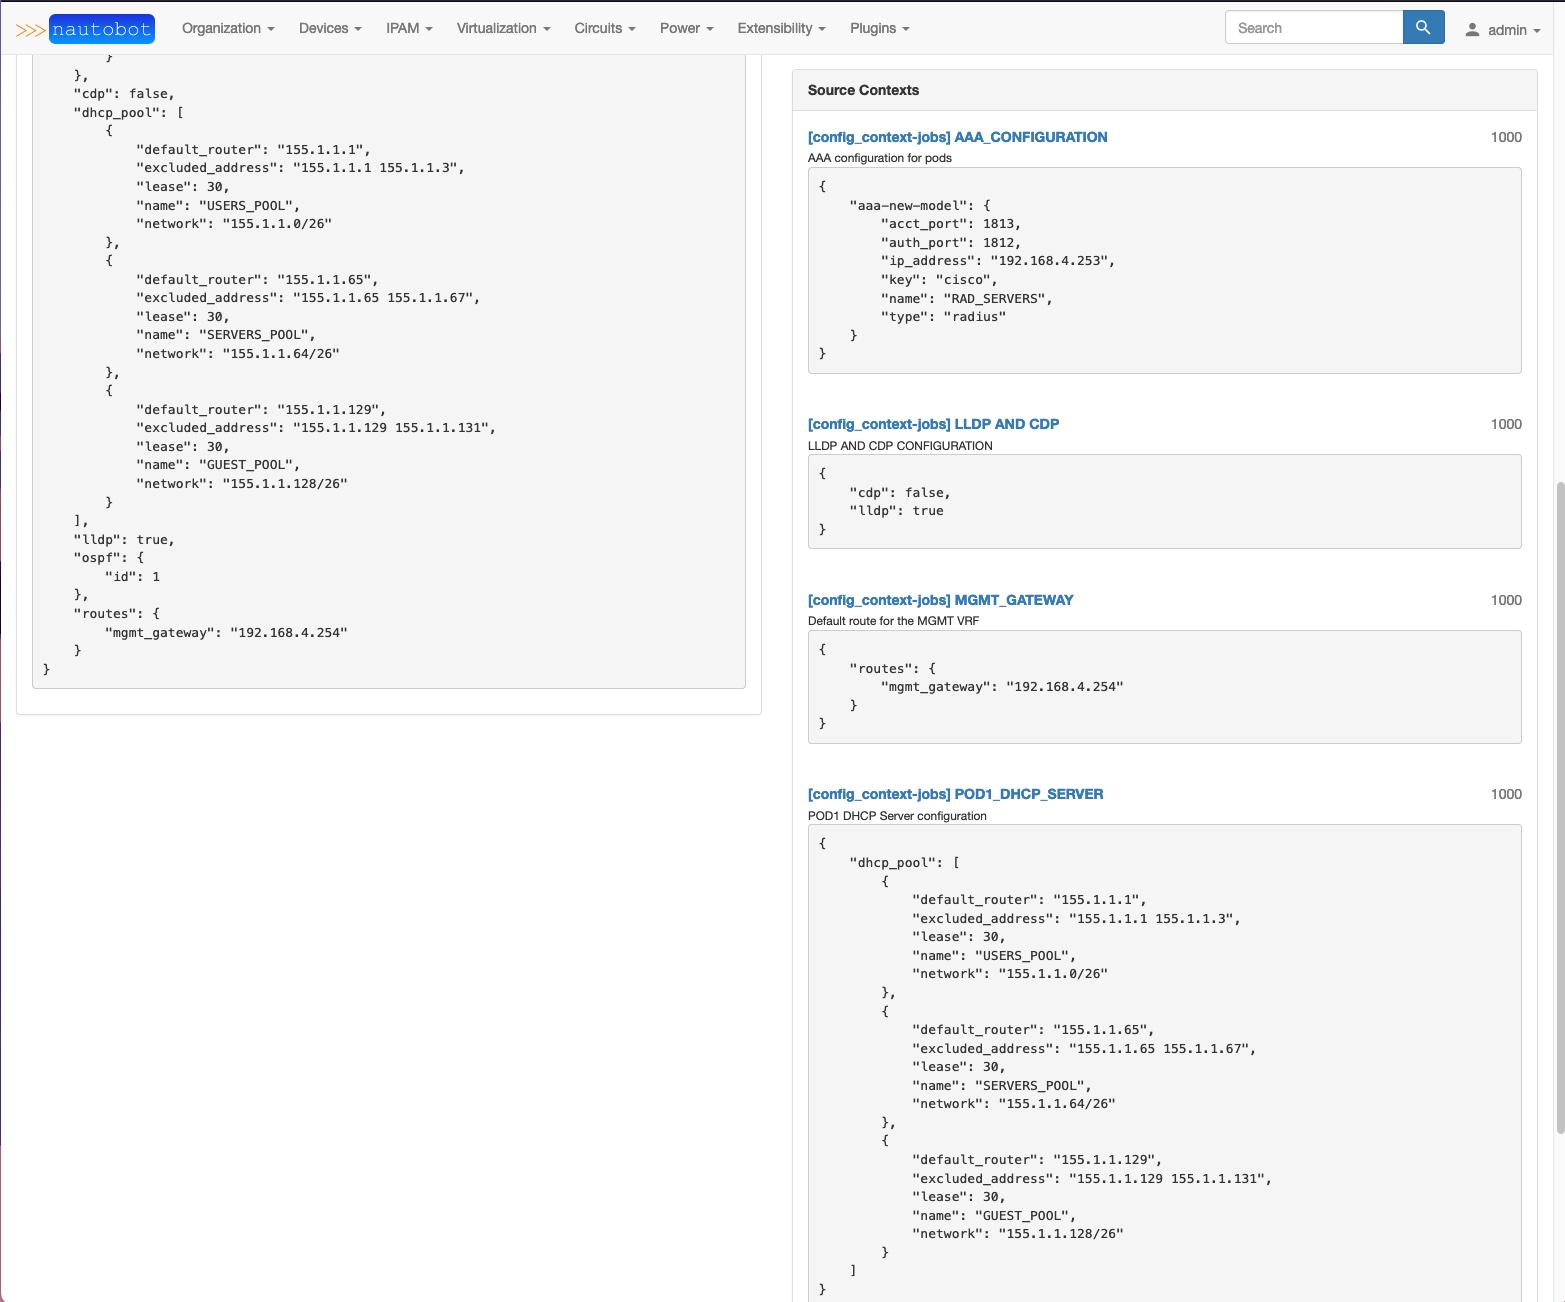 >>> nautobot
Organization Devices IPAM Virtualization Circuits Power Extensibility Plugins Search admin
}
},
"cdp": false,
"dhcp_pool": [
{
"default_router": "155.1.1.1",
"excluded_address": "155.1.1.1 155.1.1.3",
"lease": 30,
"name": "USERS_POOL",
"network": "155.1.1.0/26"
},
{
"default_router": "155.1.1.65",
"excluded_address": "155.1.1.65 155.1.1.67",
"lease": 30,
"name": "SERVERS_POOL",
"network": "155.1.1.64/26"
},
{
"default_router": "155.1.1.129",
"excluded_address": "155.1.1.129 155.1.1.131",
"lease": 30,
"name": "GUEST_POOL",
"network": "155.1.1.128/26"
}
],
"lldp": true,
"ospf": {
"id": 1
},
"routes": {
"mgmt_gateway": "192.168.4.254"
}
}
Source Contexts
[config_context-jobs] AAA_CONFIGURATION 1000
AAA configuration for pods
{
"aaa-new-model": {
"acct_port": 1813,
"auth_port": 1812,
"ip_address": "192.168.4.253",
"key": "cisco",
"name": "RAD_SERVERS",
"type": "radius"
}
}
[config_context-jobs] LLDP AND CDP 1000
LLDP AND CDP CONFIGURATION
{
"cdp": false,
"lldp": true
}
[config_context-jobs] MGMT_GATEWAY 1000
Default route for the MGMT VRF
{
"routes": {
"mgmt_gateway": "192.168.4.254"
}
}
[config_context-jobs] POD1_DHCP_SERVER 1000
POD1 DHCP Server configuration
{
"dhcp_pool": [
{
"default_router": "155.1.1.1",
"excluded_address": "155.1.1.1 155.1.1.3",
"lease": 30,
"name": "USERS_POOL",
"network": "155.1.1.0/26"
},
{
"default_router": "155.1.1.65",
"excluded_address": "155.1.1.65 155.1.1.67",
"lease": 30,
"name": "SERVERS_POOL",
"network": "155.1.1.64/26"
},
{
"default_router": "155.1.1.129",
"excluded_address": "155.1.1.129 155.1.1.131",
"lease": 30,
"name": "GUEST_POOL",
"network": "155.1.1.128/26"
}
]
}